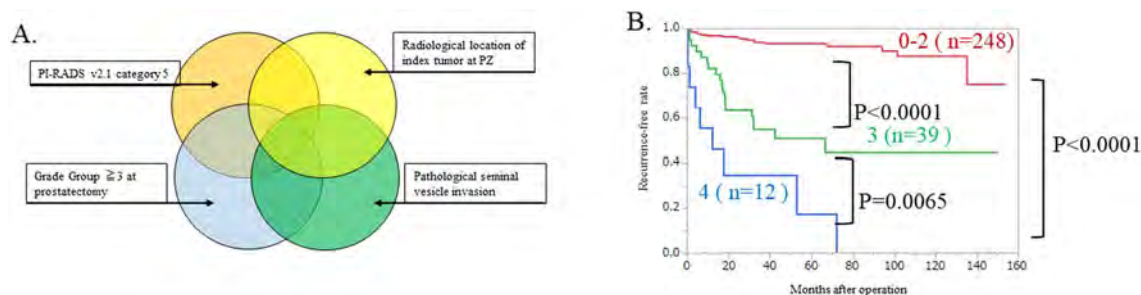 A.
PI-RADS v2.1 category 5
Radiological location of
index tumor at PZ
Grade Group ≧3 at
prostatectomy
Pathological seminal
vesicle invasion
B.
Recurrence-free rate
1.0
0.8
0.6
0.4
0.2
0.0
0-2 ( n=248)
P<0.0001
3 (n=39)
P<0.0001
4 ( n=12)
P=0.0065
0 20 40 60 80 100 120 140 160
Months after operation